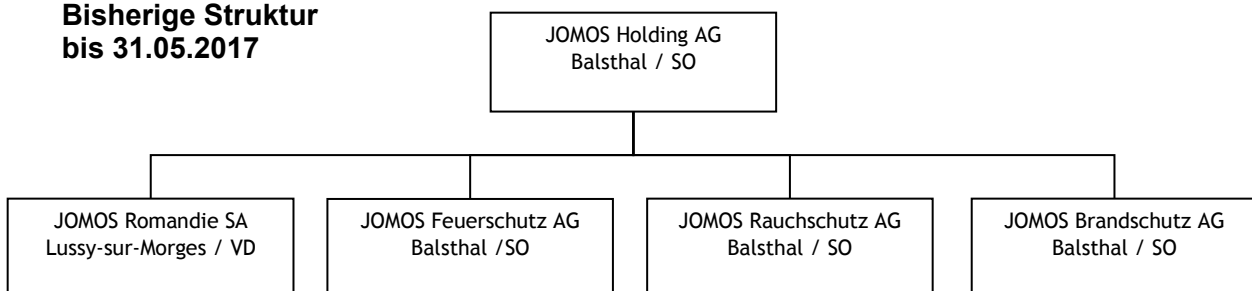 Bisherige Struktur
bis 31.05.2017
JOMOS Holding AG
Balsthal / SO
JOMOS Romandie SA
Lussy-sur-Morges / VD
JOMOS Feuerschutz AG
Balsthal /SO
JOMOS Rauchschutz AG
Balsthal / SO
JOMOS Brandschutz AG
Balsthal / SO